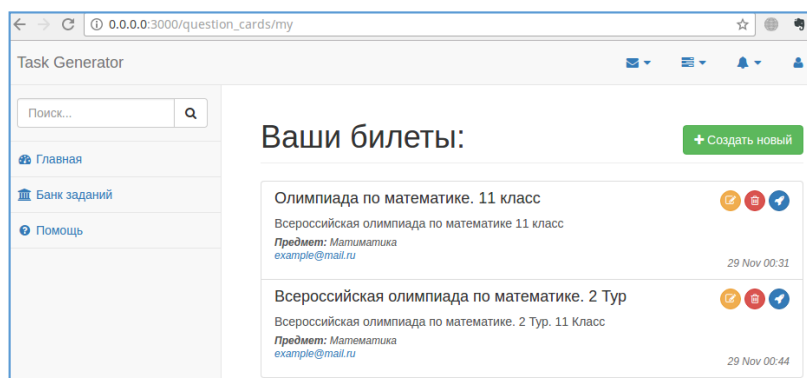 0.0.0.0:3000/question_cards/my
Task Generator
Поиск...
Главная
Банк заданий
Помощь
Ваши билеты:
Создать новый
Олимпиада по математике. 11 класс
Всероссийская олимпиада по математике 11 класс
Предмет: Матиматика
example@mail.ru
29 Nov 00:31
Всероссийская олимпиада по математике. 2 Тур
Всероссийская олимпиада по математике. 2 Тур. 11 Класс
Предмет: Математика
example@mail.ru
29 Nov 00:44